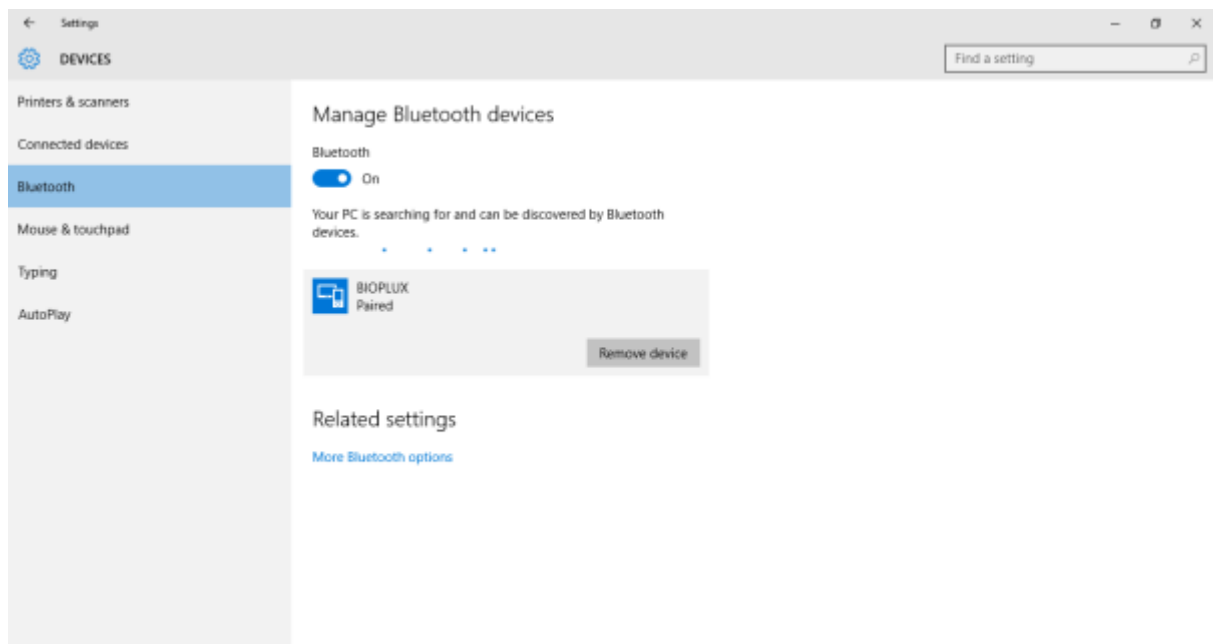 Settings
DEVICES
Find a setting
Printers & scanners
Connected devices
Bluetooth
Mouse & touchpad
Typing
AutoPlay
Manage Bluetooth devices
Bluetooth
On
Your PC is searching for and can be discovered by Bluetooth
devices.
BIOPLUX
Paired
Remove device
Related settings
More Bluetooth options